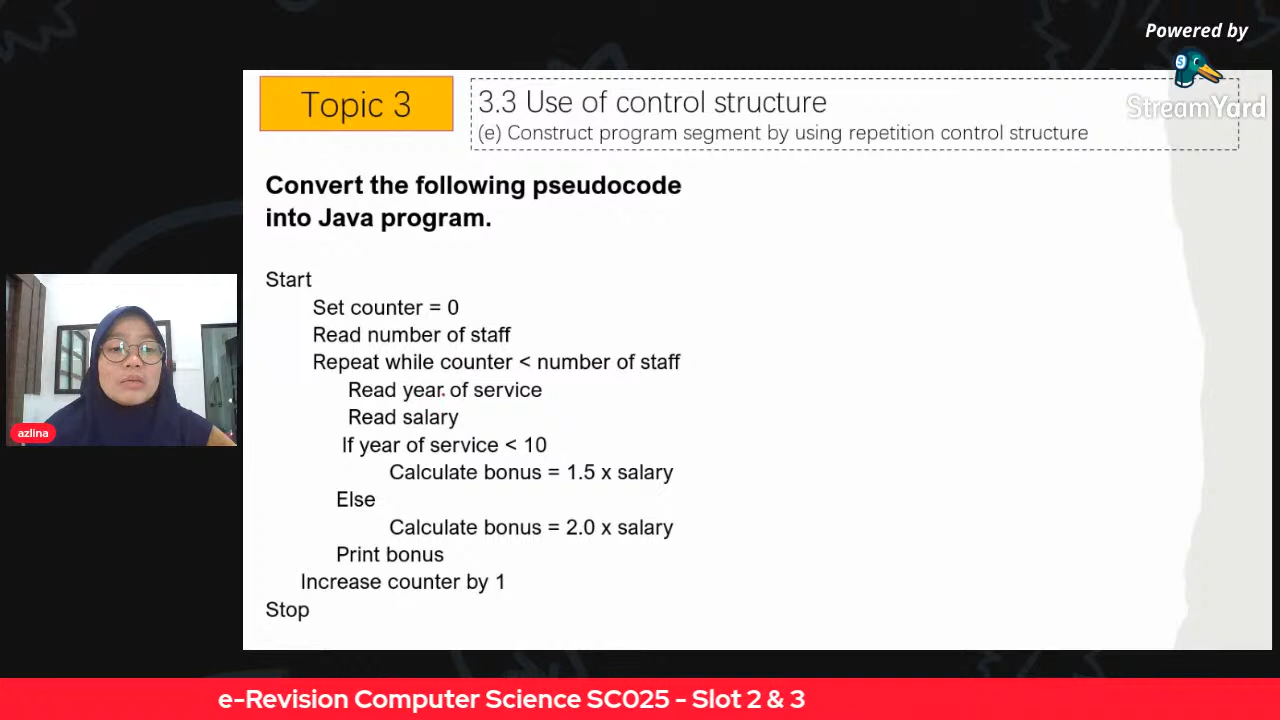 Powered by
StreamYard
Topic 3
3.3 Use of control structure
(e) Construct program segment by using repetition control structure
Convert the following pseudocode
into Java program.
Start
Set counter = 0
Read number of staff
Repeat while counter < number of staff
Read year of service
Read salary
If year of service < 10
Calculate bonus = 1.5 x salary
Else
Calculate bonus = 2.0 x salary
Print bonus
Increase counter by 1
Stop
azlina
e-Revision Computer Science SC025 - Slot 2 & 3